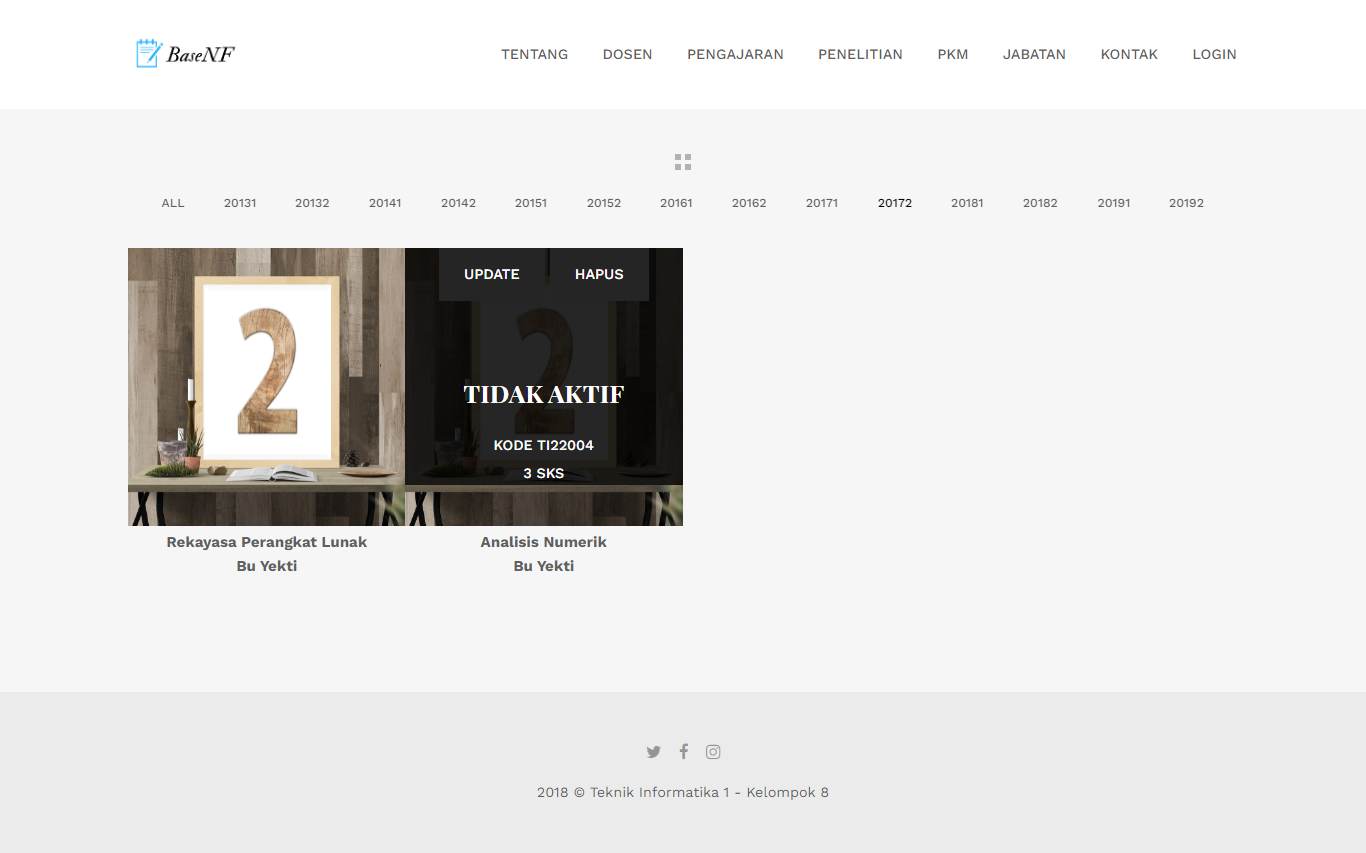 BaseNF
TENTANG DOSEN PENGAJARAN PENELITIAN PKM JABATAN KONTAK LOGIN
ALL 20131 20132 20141 20142 20151 20152 20161 20162 20171 20172 20181 20182 20191 20192
2
UPDATE HAPUS
2
TIDAK AKTIF
KODE TI22004
3 SKS
Rekayasa Perangkat Lunak
Bu Yekti
Analisis Numerik
Bu Yekti
2018 © Teknik Informatika 1 - Kelompok 8